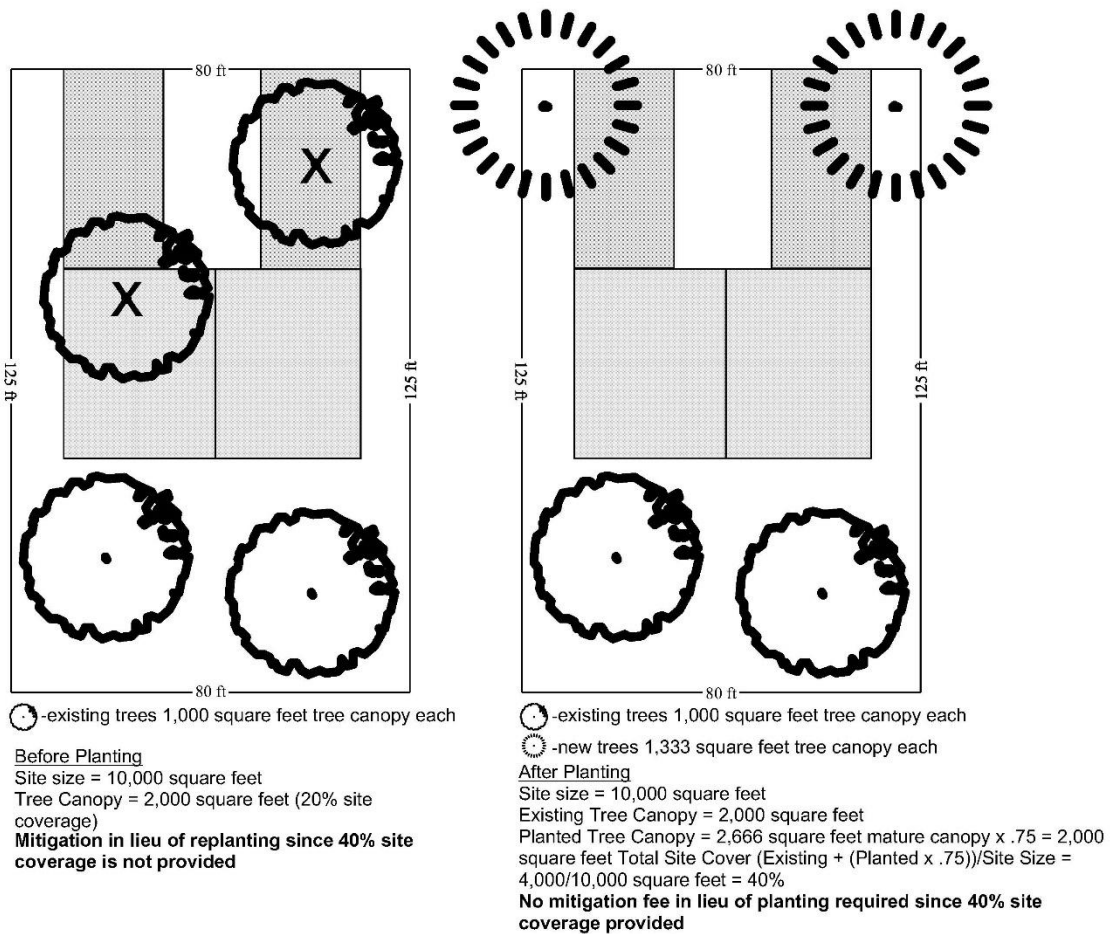 80 ft
X
X
125 ft
125 ft
80 ft
-existing trees 1,000 square feet tree canopy each
Before Planting
Site size = 10,000 square feet
Tree Canopy = 2,000 square feet (20% site
coverage)
Mitigation in lieu of replanting since 40% site
coverage is not provided
80 ft
125 ft
125 ft
80 ft
-existing trees 1,000 square feet tree canopy each
-new trees 1,333 square feet tree canopy each
After Planting
Site size = 10,000 square feet
Existing Tree Canopy = 2,000 square feet
Planted Tree Canopy = 2,666 square feet mature canopy x .75 = 2,000
square feet Total Site Cover (Existing + (Planted x .75))/Site Size =
4,000/10,000 square feet = 40%
No mitigation fee in lieu of planting required since 40% site
coverage provided